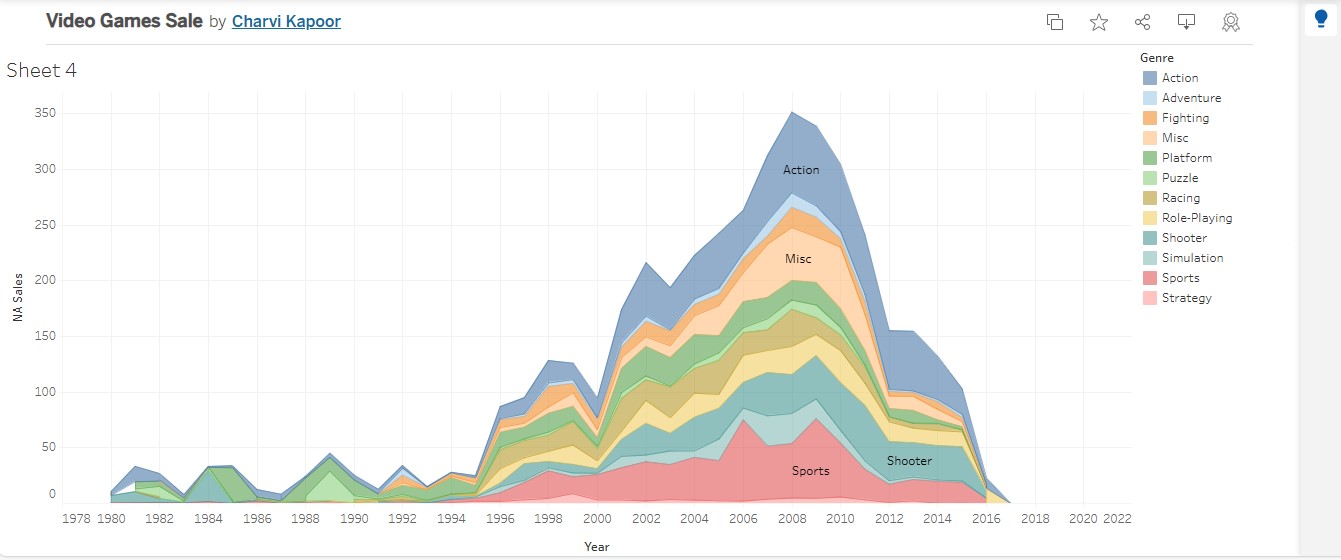 Video Games Sale by Charvi Kapoor
Sheet 4
Genre
Action
Adventure
Fighting
Misc
Platform
Puzzle
Racing
Role-Playing
Shooter
Simulation
Sports
Strategy
NA Sales
350
300
250
200
150
100
50
0
Action
Misc
Shooter
Sports
1978 1980 1982 1984 1986 1988 1990 1992 1994 1996 1998 2000 2002 2004 2006 2008 2010 2012 2014 2016 2018 2020 2022
Year